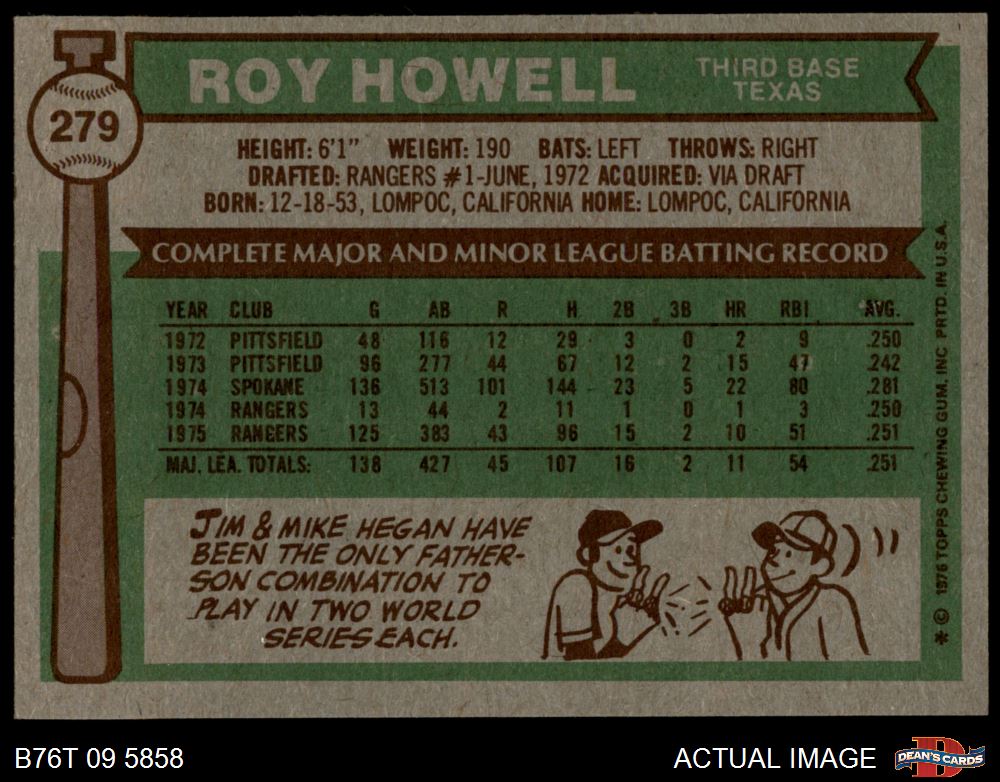 279
ROY HOWELL
THIRD BASE
TEXAS
HEIGHT: 6'1" WEIGHT: 190 BATS: LEFT THROWS: RIGHT
DRAFTED: RANGERS #1-JUNE, 1972 ACQUIRED: VIA DRAFT
BORN: 12-18-53, LOMPOC, CALIFORNIA HOME: LOMPOC, CALIFORNIA
COMPLETE MAJOR AND MINOR LEAGUE BATTING RECORD
YEAR CLUB G AB R H 2B 3B HR RBI AVG.
1972 PITTSFIELD 48 116 12 29 3 0 2 9 .250
1973 PITTSFIELD 96 277 44 67 12 2 15 47 .242
1974 SPOKANE 136 513 101 144 23 5 22 80 .281
1974 RANGERS 13 44 2 11 1 0 1 3 .250
1975 RANGERS 125 383 43 96 15 2 10 51 .251
MAJ. LEA. TOTALS: 138 427 45 107 16 2 11 54 .251
JIM & MIKE HEGAN HAVE
BEEN THE ONLY FATHER-
SON COMBINATION TO
PLAY IN TWO WORLD
SERIES EACH.
* © 1976 TOPPS CHEWING GUM, INC PRTD. IN U.S.A.
B76T 09 5858
ACTUAL IMAGE
D
DEAN'S CARDS